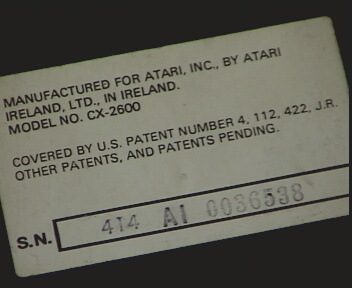 MANUFACTURED FOR ATARI, INC., BY ATARI
IRELAND, LTD., IN IRELAND.
MODEL NO. CX-2600
COVERED BY U.S. PATENT NUMBER 4, 112, 422, J.R.
OTHER PATENTS, AND PATENTS PENDING.
S.N. 414 AI 0036538